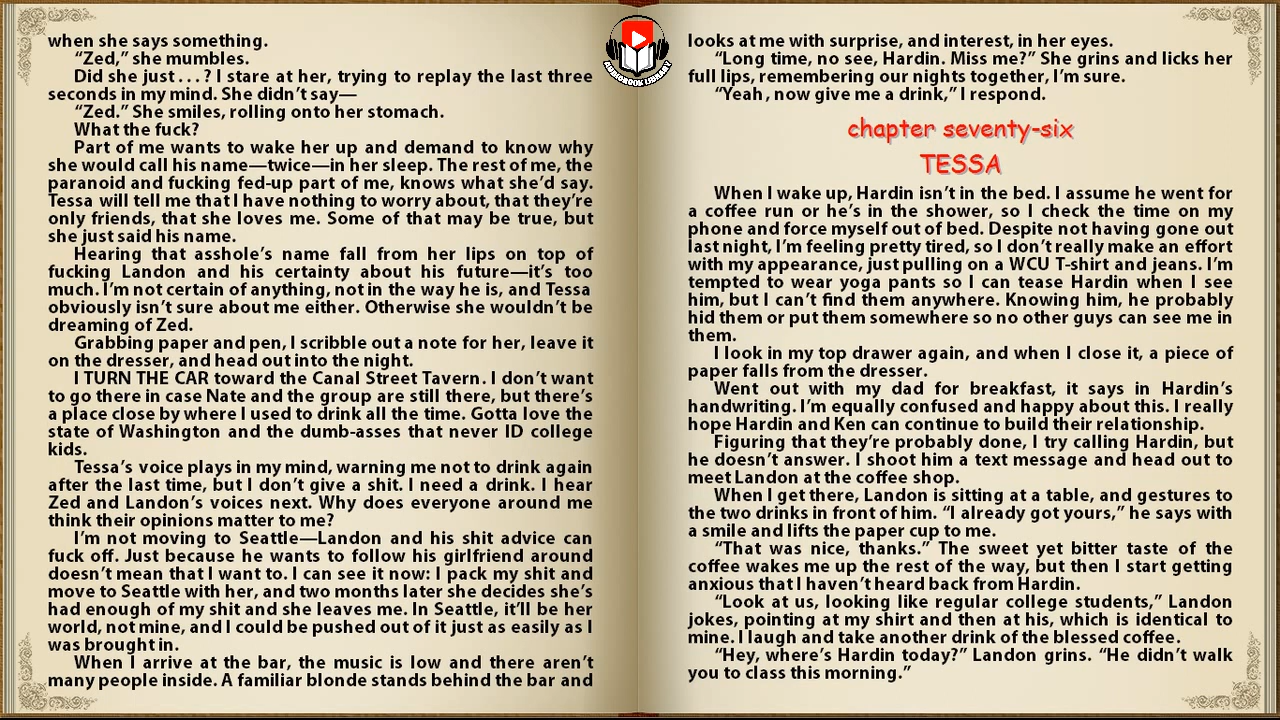 when she says something.
“Zed,” she mumbles.
Did she just . . . ? I stare at her, trying to replay the last three
seconds in my mind. She didn’t say—
“Zed.” She smiles, rolling onto her stomach.
What the fuck?
Part of me wants to wake her up and demand to know why
she would call his name—twice—in her sleep. The rest of me, the
paranoid and fucking fed-up part of me, knows what she’d say.
Tessa will tell me that I have nothing to worry about, that they’re
only friends, that she loves me. Some of that may be true, but
she just said his name.
Hearing that asshole’s name fall from her lips on top of
fucking Landon and his certainty about his future—it’s too
much. I’m not certain of anything, not in the way he is, and Tessa
obviously isn’t sure about me either. Otherwise she wouldn’t be
dreaming of Zed.
Grabbing paper and pen, I scribble out a note for her, leave it
on the dresser, and head out into the night.
I TURN THE CAR toward the Canal Street Tavern. I don’t want
to go there in case Nate and the group are still there, but there’s
a place close by where I used to drink all the time. Gotta love the
state of Washington and the dumb-asses that never ID college
kids.
Tessa’s voice plays in my mind, warning me not to drink again
after the last time, but I don’t give a shit. I need a drink. I hear
Zed and Landon’s voices next. Why does everyone around me
think their opinions matter to me?
I’m not moving to Seattle—Landon and his shit advice can
fuck off. Just because he wants to follow his girlfriend around
doesn’t mean that I want to. I can see it now: I pack my shit and
move to Seattle with her, and two months later she decides she’s
had enough of my shit and she leaves me. In Seattle, it’ll be her
world, not mine, and I could be pushed out of it just as easily as I
was brought in.
When I arrive at the bar, the music is low and there aren’t
many people inside. A familiar blonde stands behind the bar and
AUDIOBOOK LIBRARY
looks at me with surprise, and interest, in her eyes.
“Long time, no see, Hardin. Miss me?” She grins and licks her
full lips, remembering our nights together, I’m sure.
“Yeah, now give me a drink,” I respond.
chapter seventy-six
TESSA
When I wake up, Hardin isn’t in the bed. I assume he went for
a coffee run or he’s in the shower, so I check the time on my
phone and force myself out of bed. Despite not having gone out
last night, I’m feeling pretty tired, so I don’t really make an effort
with my appearance, just pulling on a WCU T-shirt and jeans. I’m
tempted to wear yoga pants so I can tease Hardin when I see
him, but I can’t find them anywhere. Knowing him, he probably
hid them or put them somewhere so no other guys can see me in
them.
I look in my top drawer again, and when I close it, a piece of
paper falls from the dresser.
Went out with my dad for breakfast, it says in Hardin’s
handwriting. I’m equally confused and happy about this. I really
hope Hardin and Ken can continue to build their relationship.
Figuring that they’re probably done, I try calling Hardin, but
he doesn’t answer. I shoot him a text message and head out to
meet Landon at the coffee shop.
When I get there, Landon is sitting at a table, and gestures to
the two drinks in front of him. “I already got yours,” he says with
a smile and lifts the paper cup to me.
“That was nice, thanks.” The sweet yet bitter taste of the
coffee wakes me up the rest of the way, but then I start getting
anxious that I haven’t heard back from Hardin.
“Look at us, looking like regular college students,” Landon
jokes, pointing at my shirt and then at his, which is identical to
mine. I laugh and take another drink of the blessed coffee.
“Hey, where’s Hardin today?” Landon grins. “He didn’t walk
you to class this morning.”